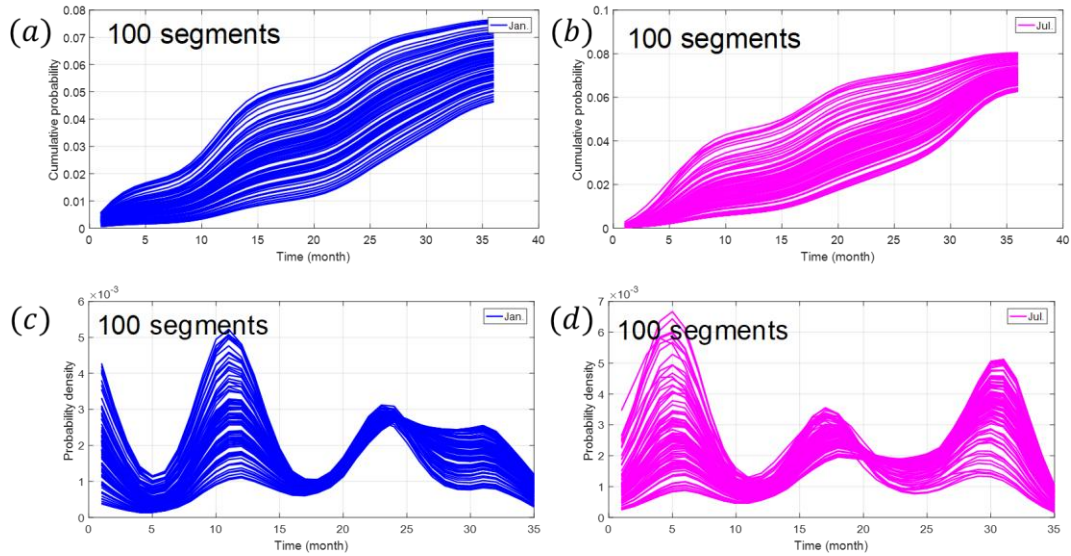 (a)
100 segments
Jan.
0.08
0.07
0.06
0.05
0.04
0.03
0.02
0.01
0
Cumulative probability
0 5 10 15 20 25 30 35 40
Time (month)
(b)
100 segments
Jul.
0.1
0.08
0.06
0.04
0.02
0
Cumulative probability
0 5 10 15 20 25 30 35 40
Time (month)
(c)
×10⁻³
100 segments
Jan.
6
5
4
3
2
1
0
Probability density
0 5 10 15 20 25 30 35
Time (month)
(d)
×10⁻³
100 segments
Jul.
7
6
5
4
3
2
1
0
Probability density
0 5 10 15 20 25 30 35
Time (month)